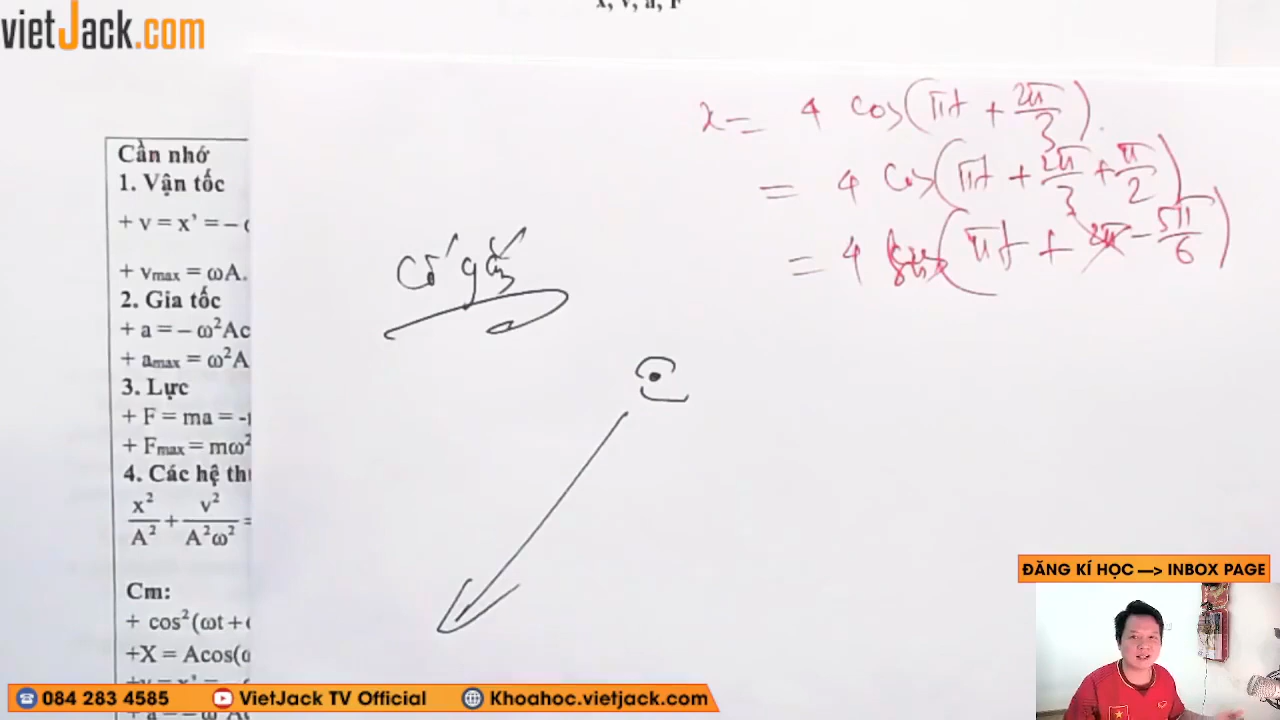 vietJack.com
x, v, a, F
x = 4 cos(πt + 2π/3).
= 4 cos(πt + 2π/3 + π/2)
= 4 (πt + - 5π/6)
Cố gắng
Cần nhớ
1. Vận tốc
+ v = x' = –
+ vmax = ωA.
2. Gia tốc
+ a = – ω²Ac
+ amax = ω²A
3. Lực
+ F = ma = -
+ Fmax = mω²
4. Các hệ th
x²/A² + v²/A²ω² =
Cm:
+ cos²(ωt +
+X = Acos(
+v = x' =
ĐĂNG KÍ HỌC —> INBOX PAGE
084 283 4585 VietJack TV Official Khoahoc.vietjack.com